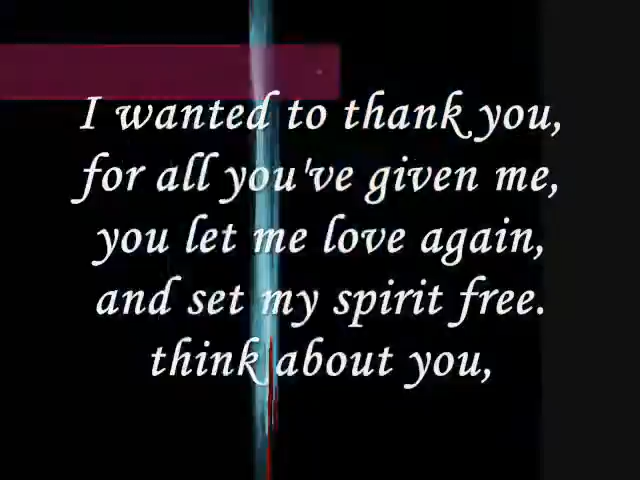 I wanted to thank you,
for all you've given me,
you let me love again,
and set my spirit free.
think about you,